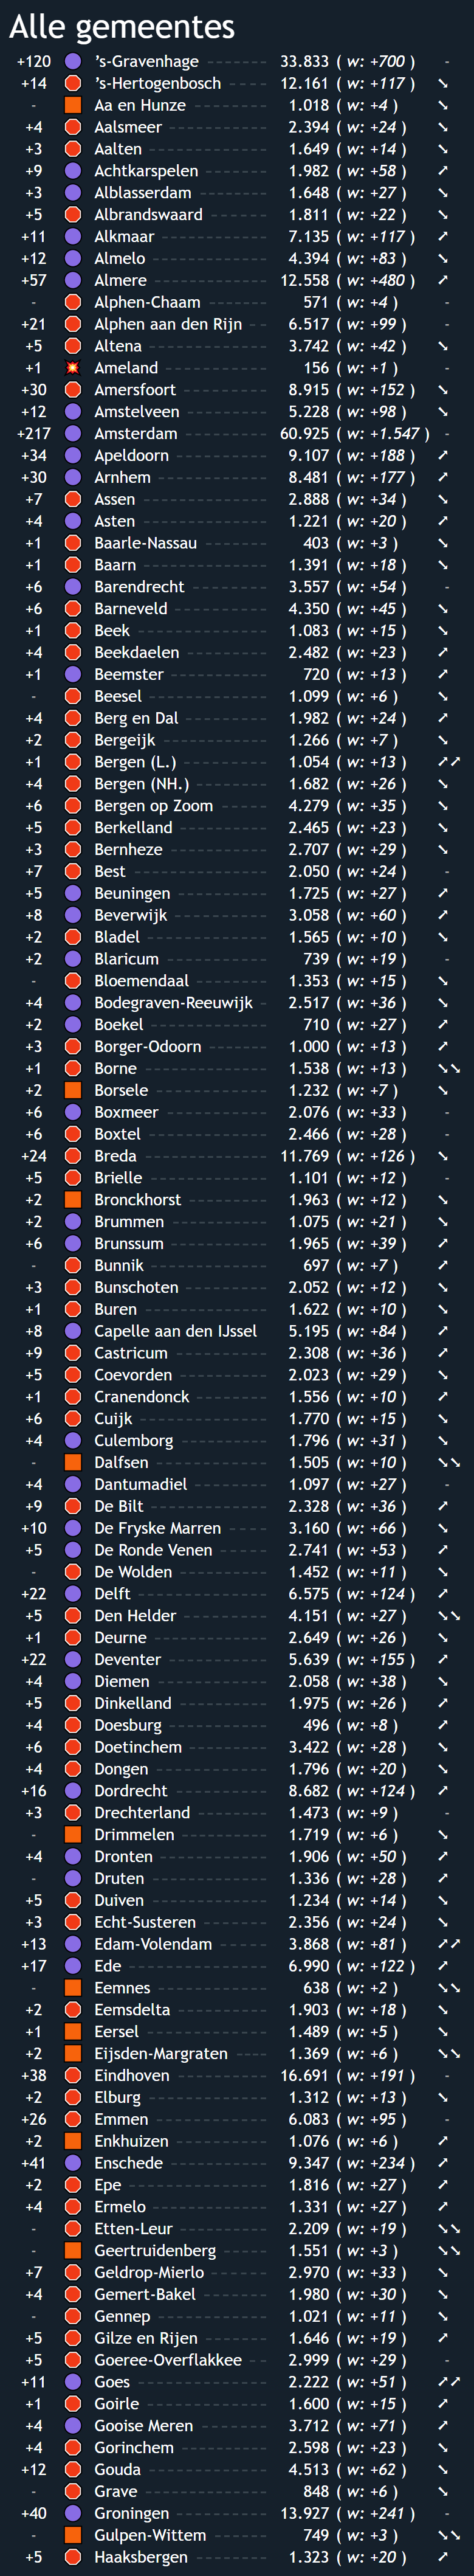 Alle gemeentes
+120 's-Gravenhage 33.833 ( w: +700 ) -
+14 's-Hertogenbosch 12.161 ( w: +117 ) ↘
- Aa en Hunze 1.018 ( w: +4 ) ↘
+4 Aalsmeer 2.394 ( w: +24 ) ↘
+3 Aalten 1.649 ( w: +14 ) ↘
+9 Achtkarspelen 1.982 ( w: +58 ) ↗
+3 Alblasserdam 1.648 ( w: +27 ) ↘
+5 Albrandswaard 1.811 ( w: +22 ) ↘
+11 Alkmaar 7.135 ( w: +117 ) ↗
+12 Almelo 4.394 ( w: +83 ) ↘
+57 Almere 12.558 ( w: +480 ) ↗
- Alphen-Chaam 571 ( w: +4 ) -
+21 Alphen aan den Rijn 6.517 ( w: +99 ) -
+5 Altena 3.742 ( w: +42 ) ↘
+1 Ameland 156 ( w: +1 ) -
+30 Amersfoort 8.915 ( w: +152 ) ↘
+12 Amstelveen 5.228 ( w: +98 ) ↘
+217 Amsterdam 60.925 ( w: +1.547 ) -
+34 Apeldoorn 9.107 ( w: +188 ) ↗
+30 Arnhem 8.481 ( w: +177 ) ↗
+7 Assen 2.888 ( w: +34 ) ↘
+4 Asten 1.221 ( w: +20 ) ↗
+1 Baarle-Nassau 403 ( w: +3 ) ↘
+1 Baarn 1.391 ( w: +18 ) ↘
+6 Barendrecht 3.557 ( w: +54 ) -
+6 Barneveld 4.350 ( w: +45 ) ↘
+1 Beek 1.083 ( w: +15 ) ↘
+4 Beekdaelen 2.482 ( w: +23 ) ↗
+1 Beemster 720 ( w: +13 ) ↗
- Beesel 1.099 ( w: +6 ) ↘
+4 Berg en Dal 1.982 ( w: +24 ) ↗
+2 Bergeijk 1.266 ( w: +7 ) ↘
+1 Bergen (L.) 1.054 ( w: +13 ) ↗↗
+4 Bergen (NH.) 1.682 ( w: +26 ) ↘
+6 Bergen op Zoom 4.279 ( w: +35 ) ↘
+5 Berkelland 2.465 ( w: +23 ) ↘
+3 Bernheze 2.707 ( w: +29 ) ↘
+7 Best 2.050 ( w: +24 ) -
+5 Beuningen 1.725 ( w: +27 ) ↗
+8 Beverwijk 3.058 ( w: +60 ) ↗
+2 Bladel 1.565 ( w: +10 ) ↘
+2 Blaricum 739 ( w: +19 ) -
- Bloemendaal 1.353 ( w: +15 ) ↘
+4 Bodegraven-Reeuwijk 2.517 ( w: +36 ) ↘
+2 Boekel 710 ( w: +27 ) ↗
+3 Borger-Odoorn 1.000 ( w: +13 ) ↗
+1 Borne 1.538 ( w: +13 ) ↘↘
+2 Borsele 1.232 ( w: +7 ) ↘
+6 Boxmeer 2.076 ( w: +33 ) -
+6 Boxtel 2.466 ( w: +28 ) -
+24 Breda 11.769 ( w: +126 ) ↘
+5 Brielle 1.101 ( w: +12 ) -
+2 Bronckhorst 1.963 ( w: +12 ) ↘
+2 Brummen 1.075 ( w: +21 ) ↘
+6 Brunssum 1.965 ( w: +39 ) ↗
- Bunnik 697 ( w: +7 ) ↗
+3 Bunschoten 2.052 ( w: +12 ) ↘
+1 Buren 1.622 ( w: +10 ) ↘
+8 Capelle aan den IJssel 5.195 ( w: +84 ) ↗
+9 Castricum 2.308 ( w: +36 ) ↗
+5 Coevorden 2.023 ( w: +29 ) ↘
+1 Cranendonck 1.556 ( w: +10 ) ↗
+6 Cuijk 1.770 ( w: +15 ) ↘
+4 Culemborg 1.796 ( w: +31 ) ↘
- Dalfsen 1.505 ( w: +10 ) ↘↘
+4 Dantumadiel 1.097 ( w: +27 ) -
+9 De Bilt 2.328 ( w: +36 ) ↗
+10 De Fryske Marren 3.160 ( w: +66 ) ↘
+5 De Ronde Venen 2.741 ( w: +53 ) ↗
- De Wolden 1.452 ( w: +11 ) ↘
+22 Delft 6.575 ( w: +124 ) ↗
+5 Den Helder 4.151 ( w: +27 ) ↘↘
+1 Deurne 2.649 ( w: +26 ) ↘
+22 Deventer 5.639 ( w: +155 ) ↗
+4 Diemen 2.058 ( w: +38 ) ↘
+5 Dinkelland 1.975 ( w: +26 ) ↗
+4 Doesburg 496 ( w: +8 ) ↗
+6 Doetinchem 3.422 ( w: +28 ) ↘
+4 Dongen 1.796 ( w: +20 ) ↘
+16 Dordrecht 8.682 ( w: +124 ) ↗
+3 Drechterland 1.473 ( w: +9 ) -
- Drimmelen 1.719 ( w: +6 ) ↘
+4 Dronten 1.906 ( w: +50 ) ↗
- Druten 1.336 ( w: +28 ) ↗
+5 Duiven 1.234 ( w: +14 ) ↘
+3 Echt-Susteren 2.356 ( w: +24 ) ↘
+13 Edam-Volendam 3.868 ( w: +81 ) ↗↗
+17 Ede 6.990 ( w: +122 ) ↗
- Eemnes 638 ( w: +2 ) ↘↘
+2 Eemsdelta 1.903 ( w: +18 ) ↘
+1 Eersel 1.489 ( w: +5 ) ↘
+2 Eijsden-Margraten 1.369 ( w: +6 ) ↘↘
+38 Eindhoven 16.691 ( w: +191 ) -
+2 Elburg 1.312 ( w: +13 ) ↘
+26 Emmen 6.083 ( w: +95 ) -
+2 Enkhuizen 1.076 ( w: +6 ) ↗
+41 Enschede 9.347 ( w: +234 ) ↗
+2 Epe 1.816 ( w: +27 ) ↗
+4 Ermelo 1.331 ( w: +27 ) ↗
- Etten-Leur 2.209 ( w: +19 ) ↘↘
- Geertruidenberg 1.551 ( w: +3 ) ↘↘
+7 Geldrop-Mierlo 2.970 ( w: +33 ) ↘
+4 Gemert-Bakel 1.980 ( w: +30 ) ↘
- Gennep 1.021 ( w: +11 ) ↘
+5 Gilze en Rijen 1.646 ( w: +19 ) ↗
+5 Goeree-Overflakkee 2.999 ( w: +29 ) -
+11 Goes 2.222 ( w: +51 ) ↗↗
+1 Goirle 1.600 ( w: +15 ) ↗
+4 Gooise Meren 3.712 ( w: +71 ) ↗
+4 Gorinchem 2.598 ( w: +23 ) ↘
+12 Gouda 4.513 ( w: +62 ) ↘
- Grave 848 ( w: +6 ) ↘
+40 Groningen 13.927 ( w: +241 ) -
- Gulpen-Wittem 749 ( w: +3 ) ↘↘
+5 Haaksbergen 1.323 ( w: +20 ) ↗